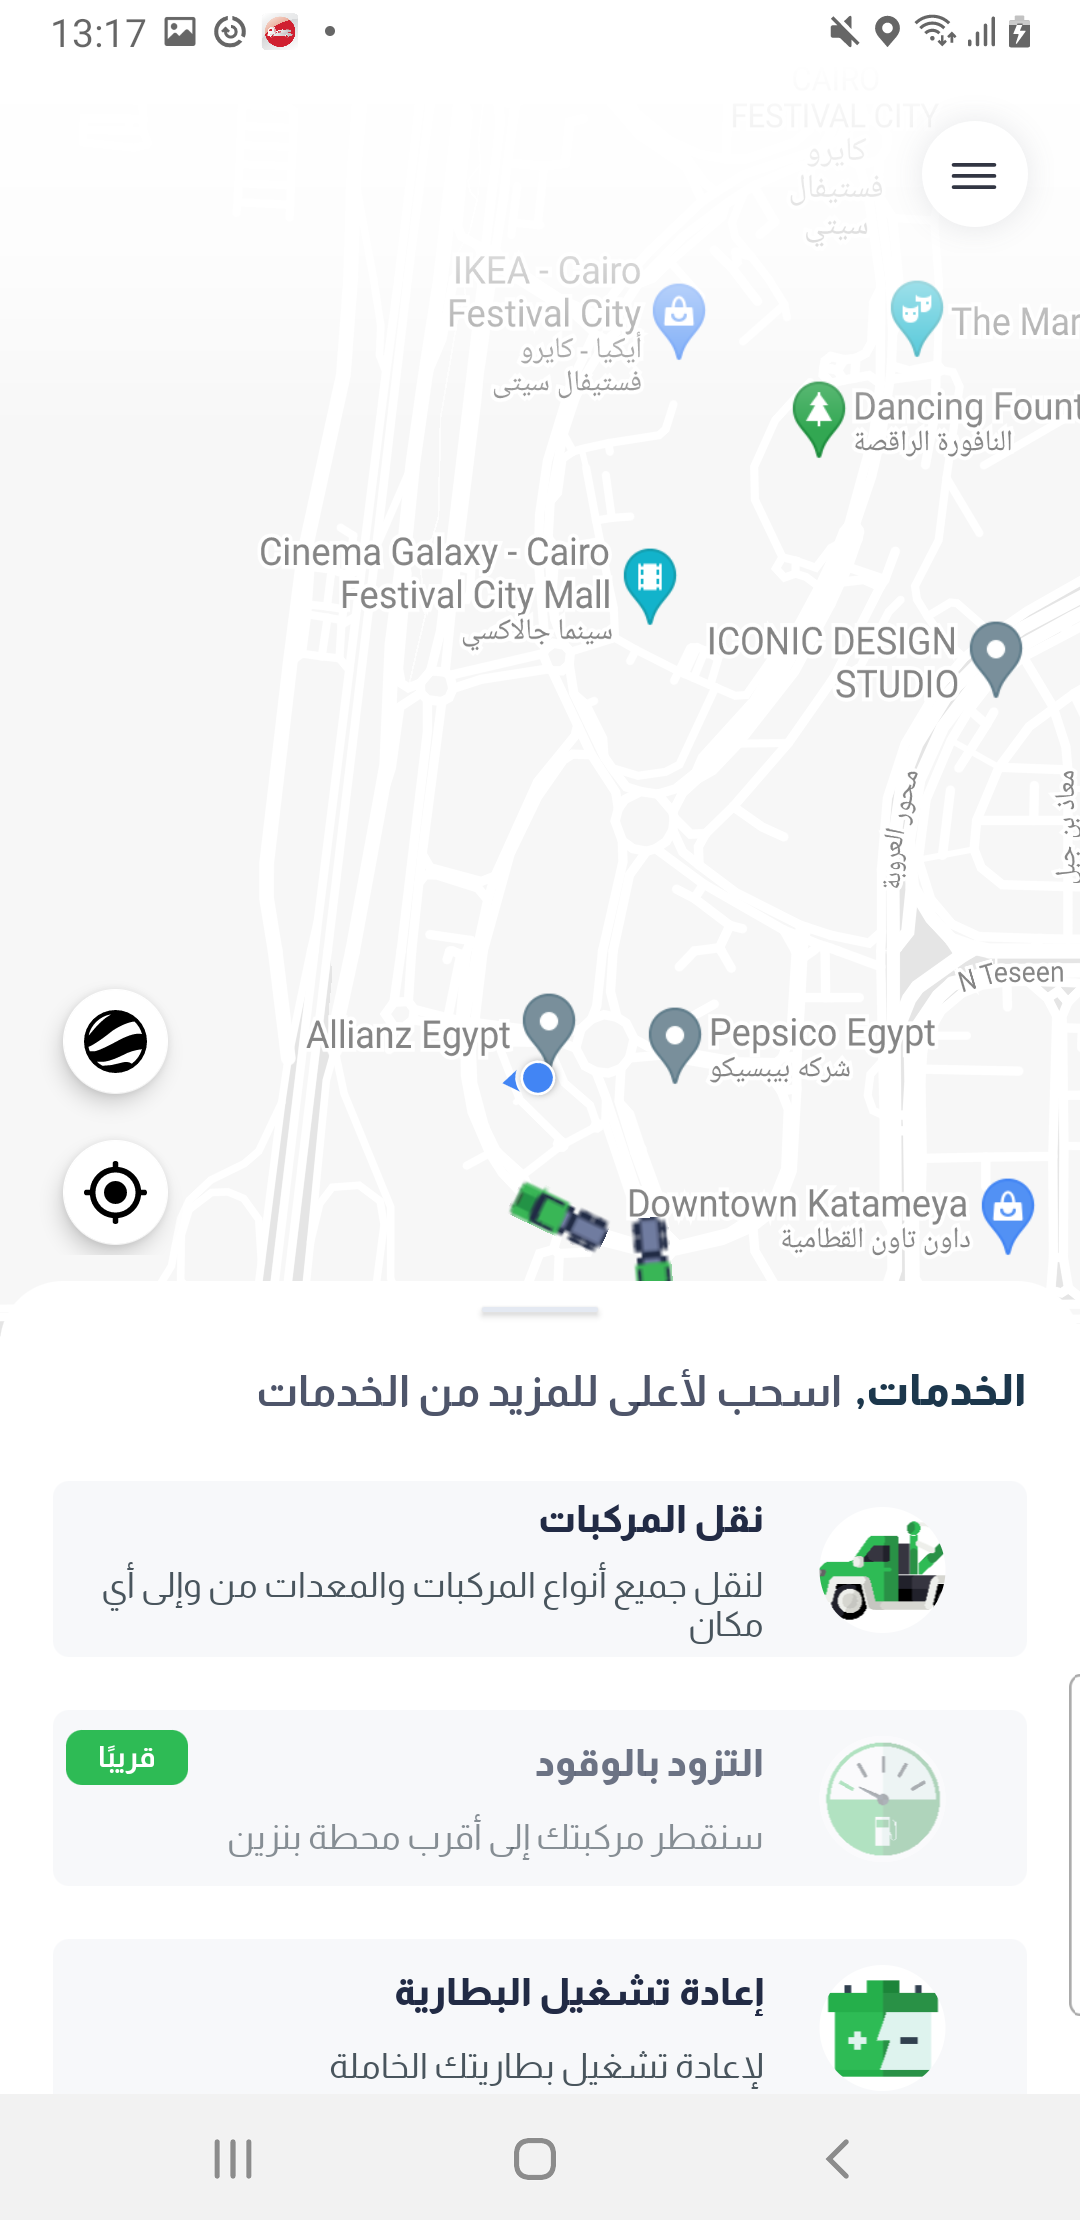 13:17
CAIRO
FESTIVAL CITY
كايرو
فستيفال
سيتي
IKEA - Cairo
Festival City
أيكيا - كايرو
فستيفال سيتى
The Mar
Dancing Fount
النافورة الراقصة
Cinema Galaxy - Cairo
Festival City Mall
سينما جالاكسي
ICONIC DESIGN
STUDIO
محور العروبة
معاذ بن جبل
N Teseen
Allianz Egypt
Pepsico Egypt
شركه بيبسيكو
Downtown Katameya
داون تاون القطامية
الخدمات, اسحب لأعلى للمزيد من الخدمات
نقل المركبات
لنقل جميع أنواع المركبات والمعدات من وإلى أي
مكان
قريبًا
التزود بالوقود
سنقطر مركبتك إلى أقرب محطة بنزين
إعادة تشغيل البطارية
لإعادة تشغيل بطاريتك الخاملة